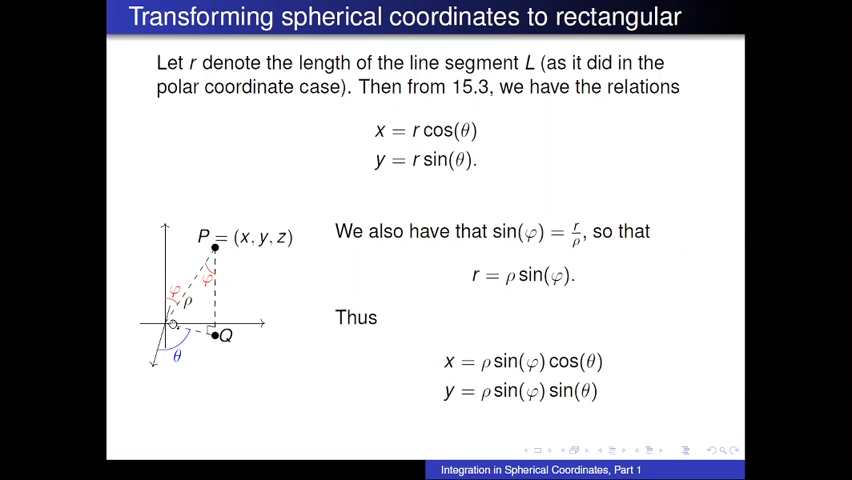 Transforming spherical coordinates to rectangular
Let r denote the length of the line segment L (as it did in the
polar coordinate case). Then from 15.3, we have the relations
x = r cos(θ)
y = r sin(θ).
P = (x, y, z)
φ
φ
ρ
Q
θ
We also have that sin(φ) = r/ρ, so that
r = ρ sin(φ).
Thus
x = ρ sin(φ) cos(θ)
y = ρ sin(φ) sin(θ)
Integration in Spherical Coordinates, Part 1